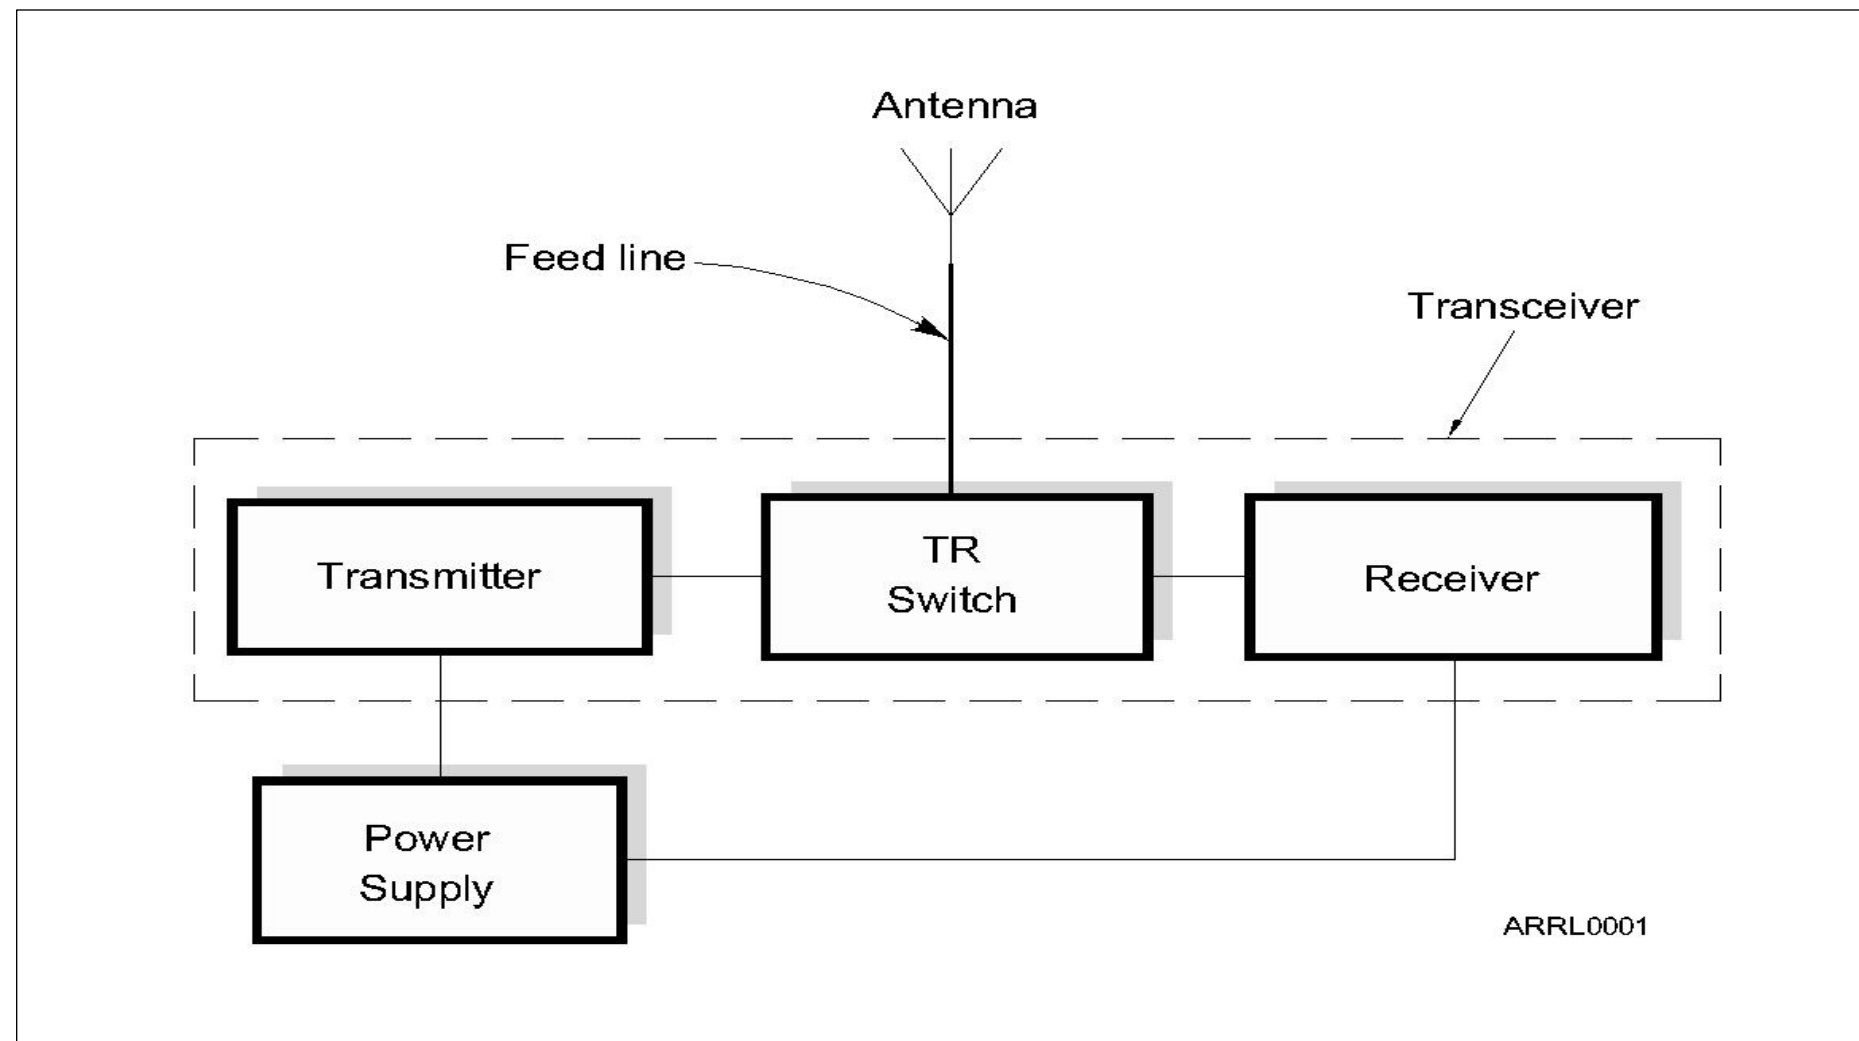 Antenna
Feed line
Transceiver
Transmitter
TR
Switch
Receiver
Power
Supply
ARRL0001